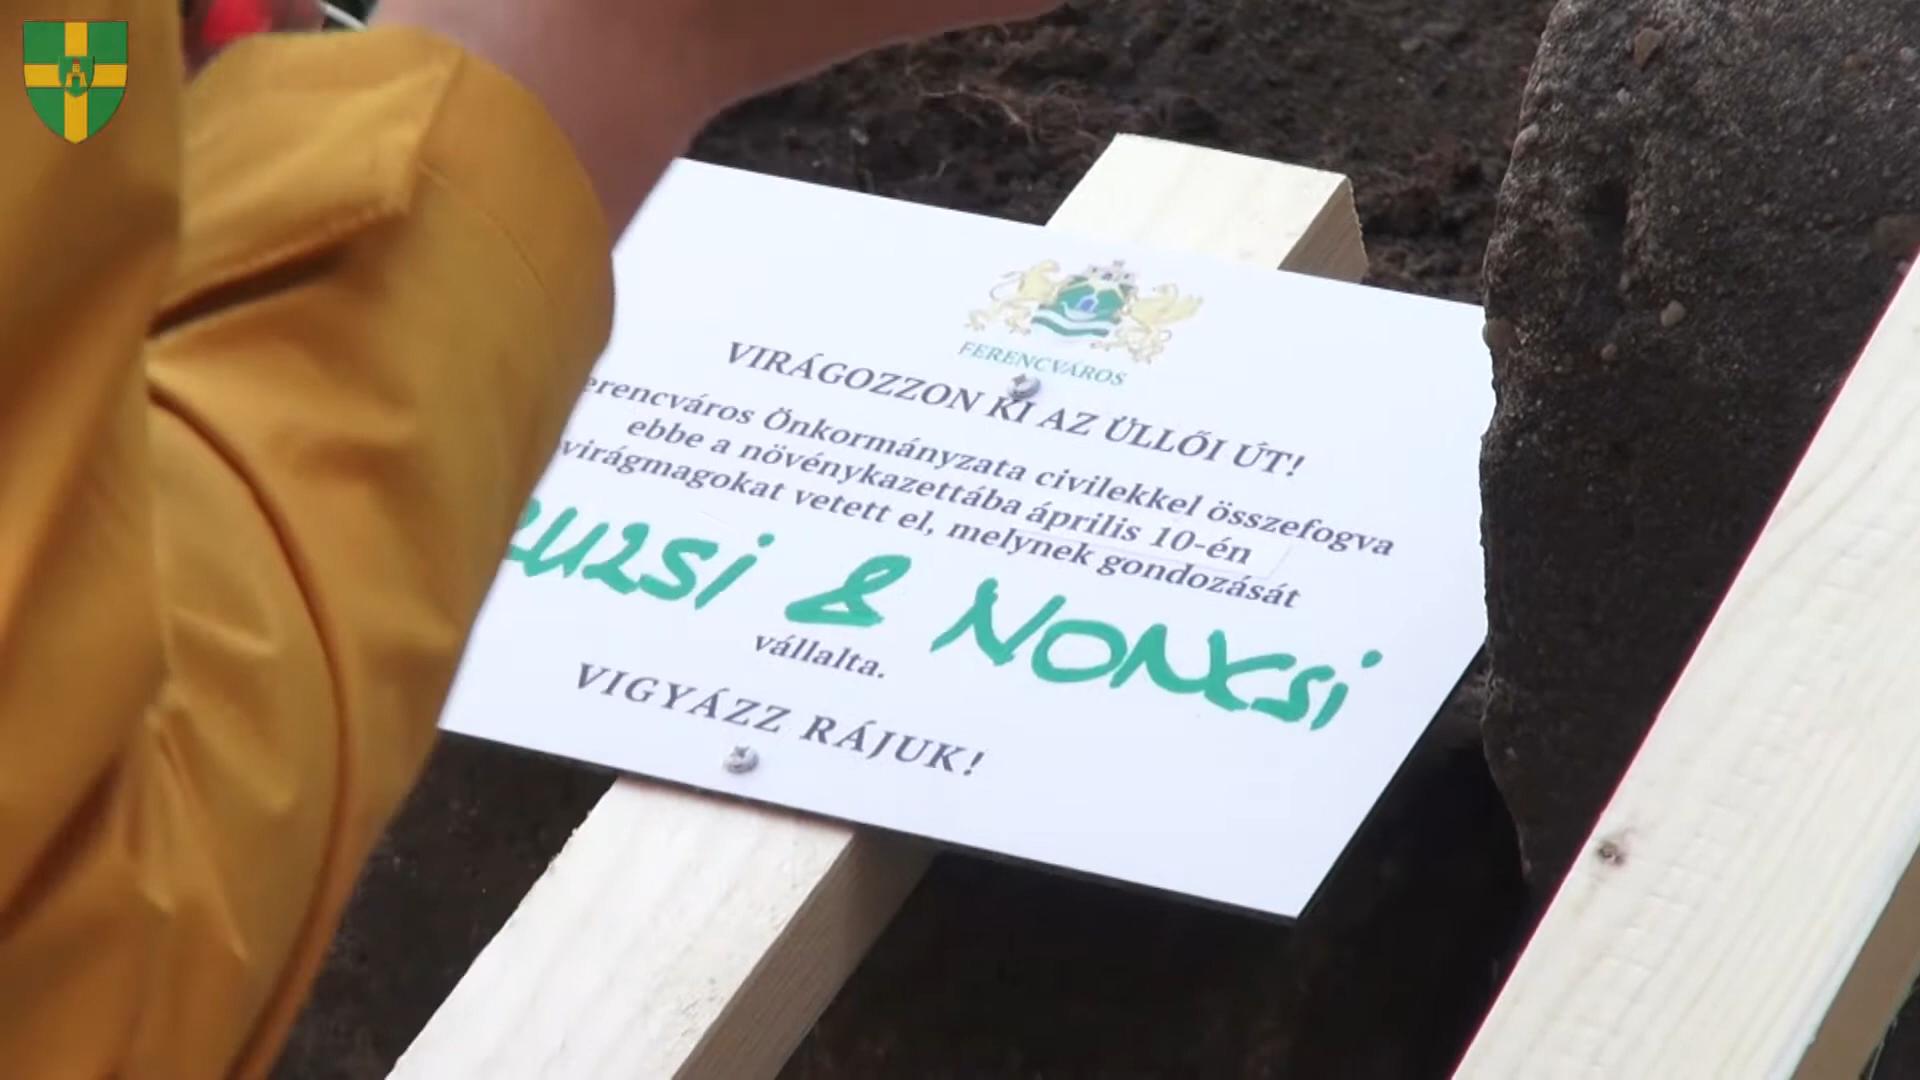 FERENCVÁROS
VIRÁGOZZON KI AZ ÜLLŐI ÚT!
erencváros Önkormányzata civilekkel összefogva
ebbe a növénykazettába április 10-én
virágmagokat vetett el, melynek gondozását
ZUZSI & NONCSI
vállalta.
VIGYÁZZ RÁJUK!